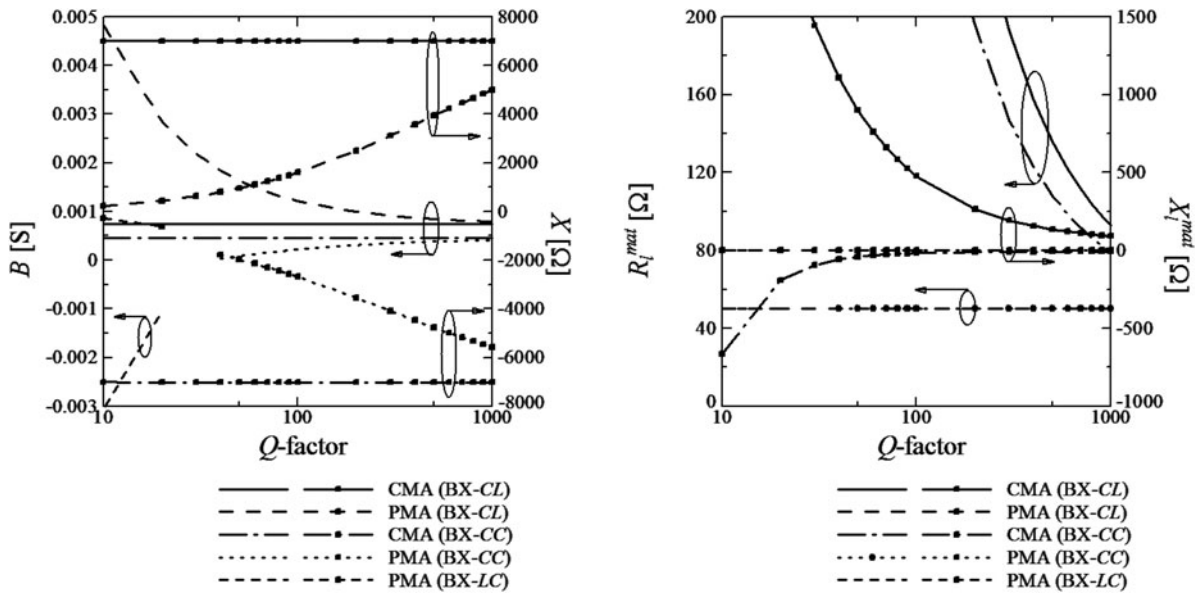 0.005
0.004
0.003
0.002
0.001
0
-0.001
-0.002
-0.003
B [S]
8000
6000
4000
2000
0
-2000
-4000
-6000
-8000
X [Ω]
10
100
1000
Q-factor
CMA (BX-CL)
PMA (BX-CL)
CMA (BX-CC)
PMA (BX-CC)
PMA (BX-LC)
200
160
120
80
40
0
R_l^mat [Ω]
1500
1000
500
0
-500
-1000
X_l^mat [Ω]
10
100
1000
Q-factor
CMA (BX-CL)
PMA (BX-CL)
CMA (BX-CC)
PMA (BX-CC)
PMA (BX-LC)